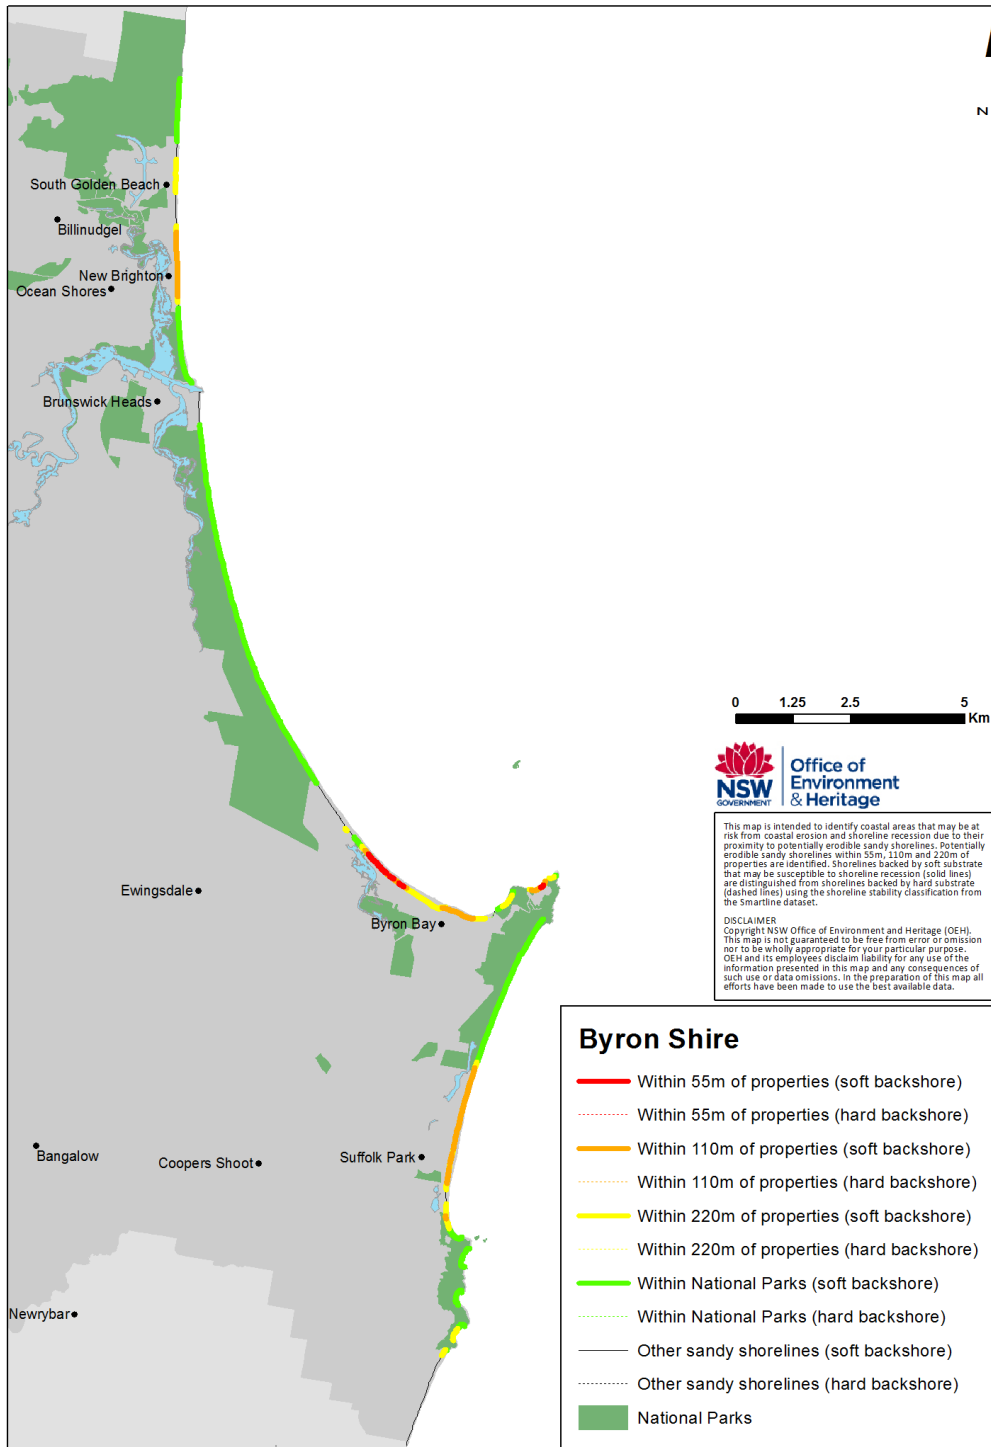 N
South Golden Beach
Billinudgel
New Brighton
Ocean Shores
Brunswick Heads
0 1.25 2.5 5
Km
NSW
GOVERNMENT
Office of
Environment
& Heritage
This map is intended to identify coastal areas that may be at
risk from coastal erosion and shoreline recession due to their
proximity to potentially erodible sandy shorelines. Potentially
erodible sandy shorelines within 55m, 110m and 220m of
properties are identified. Shorelines backed by soft substrate
that may be susceptible to shoreline recession (solid lines)
are distinguished from shorelines backed by hard substrate
(dashed lines) using the shoreline stability classification from
the Smartline dataset.
DISCLAIMER
Copyright NSW Office of Environment and Heritage (OEH).
This map is not guaranteed to be free from error or omission
nor to be wholly appropriate for your particular purpose.
OEH and its employees disclaim liability for any use of the
information presented in this map and any consequences of
such use or data omissions. In the preparation of this map all
efforts have been made to use the best available data.
Ewingsdale
Byron Bay
Bangalow
Coopers Shoot
Suffolk Park
Newrybar
Byron Shire
Within 55m of properties (soft backshore)
Within 55m of properties (hard backshore)
Within 110m of properties (soft backshore)
Within 110m of properties (hard backshore)
Within 220m of properties (soft backshore)
Within 220m of properties (hard backshore)
Within National Parks (soft backshore)
Within National Parks (hard backshore)
Other sandy shorelines (soft backshore)
Other sandy shorelines (hard backshore)
National Parks